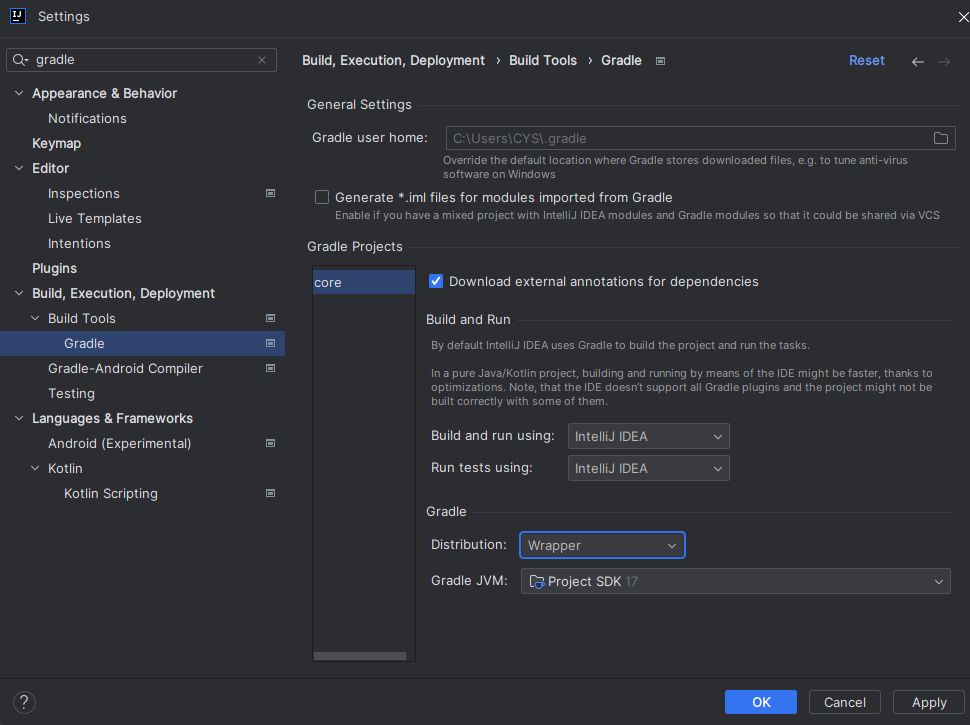 Settings
gradle
Appearance & Behavior
Notifications
Keymap
Editor
Inspections
Live Templates
Intentions
Plugins
Build, Execution, Deployment
Build Tools
Gradle
Gradle-Android Compiler
Testing
Languages & Frameworks
Android (Experimental)
Kotlin
Kotlin Scripting
Build, Execution, Deployment › Build Tools › Gradle
Reset
General Settings
Gradle user home: C:\Users\CYS\.gradle
Override the default location where Gradle stores downloaded files, e.g. to tune anti-virus
software on Windows
Generate *.iml files for modules imported from Gradle
Enable if you have a mixed project with IntelliJ IDEA modules and Gradle modules so that it could be shared via VCS
Gradle Projects
core
Download external annotations for dependencies
Build and Run
By default IntelliJ IDEA uses Gradle to build the project and run the tasks.
In a pure Java/Kotlin project, building and running by means of the IDE might be faster, thanks to
optimizations. Note, that the IDE doesn't support all Gradle plugins and the project might not be
built correctly with some of them.
Build and run using: IntelliJ IDEA
Run tests using: IntelliJ IDEA
Gradle
Distribution: Wrapper
Gradle JVM: Project SDK 17
?
OK
Cancel
Apply